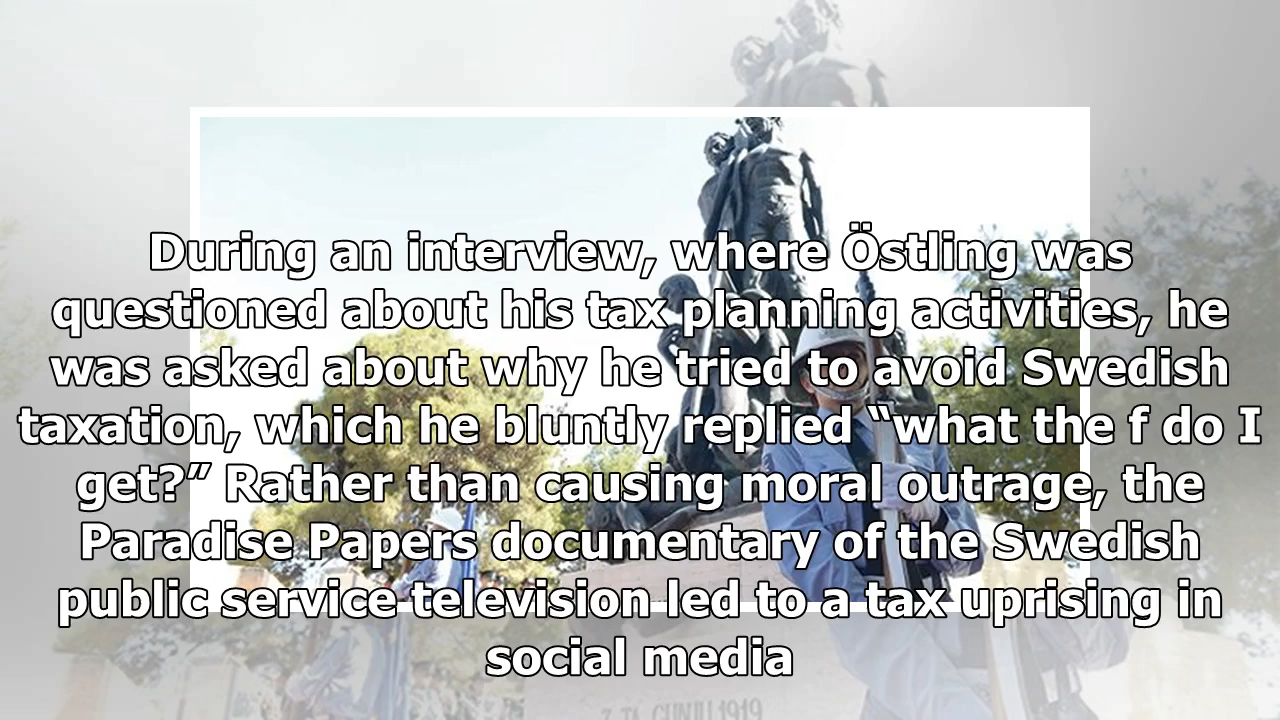 During an interview, where Östling was
questioned about his tax planning activities, he
was asked about why he tried to avoid Swedish
taxation, which he bluntly replied “what the f do I
get?” Rather than causing moral outrage, the
Paradise Papers documentary of the Swedish
public service television led to a tax uprising in
social media
1919